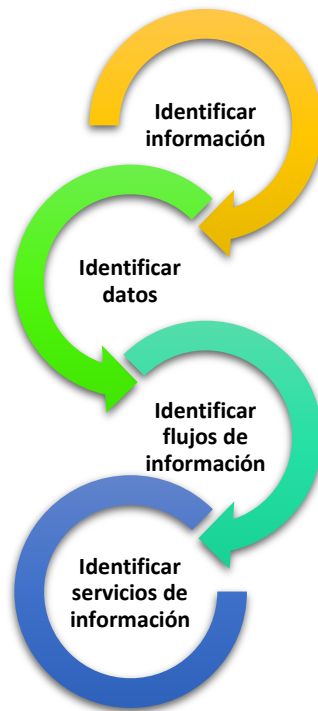 Identificar
información
Identificar
datos
Identificar
flujos de
información
Identificar
servicios de
información